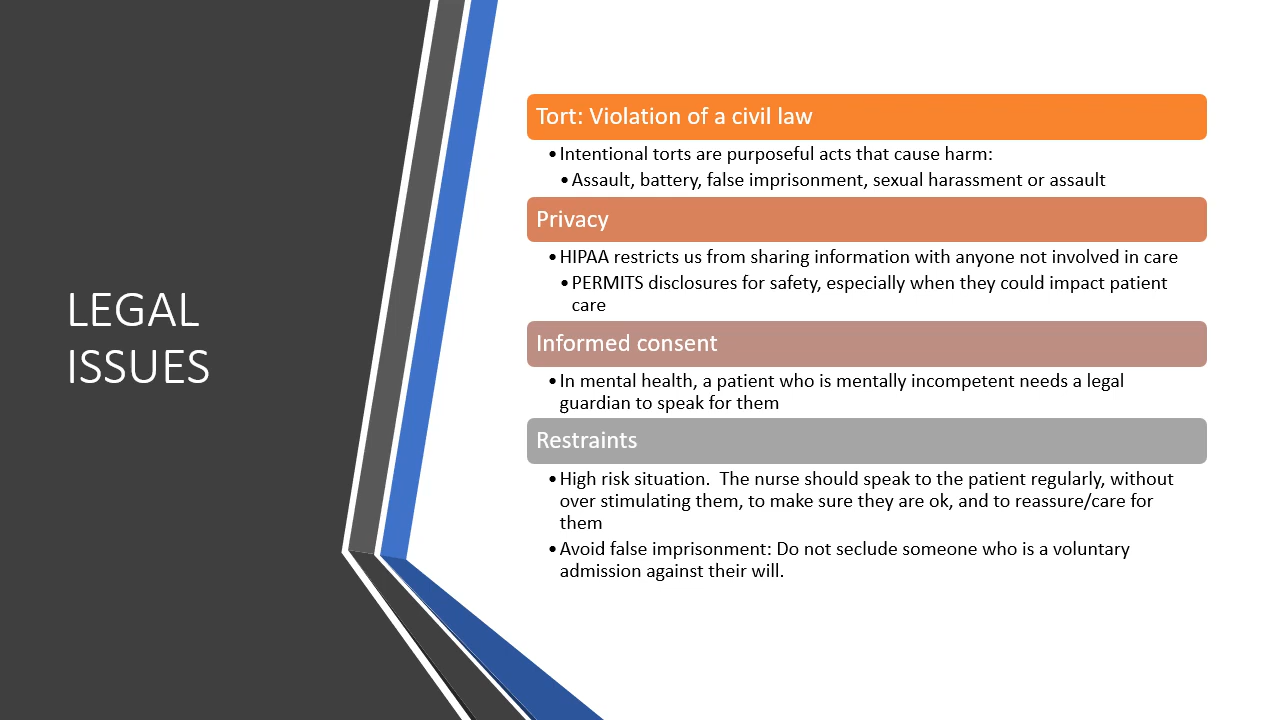 LEGAL
ISSUES
Tort: Violation of a civil law
•Intentional torts are purposeful acts that cause harm:
•Assault, battery, false imprisonment, sexual harassment or assault
Privacy
•HIPAA restricts us from sharing information with anyone not involved in care
•PERMITS disclosures for safety, especially when they could impact patient
care
Informed consent
•In mental health, a patient who is mentally incompetent needs a legal
guardian to speak for them
Restraints
•High risk situation.  The nurse should speak to the patient regularly, without
over stimulating them, to make sure they are ok, and to reassure/care for
them
•Avoid false imprisonment: Do not seclude someone who is a voluntary
admission against their will.